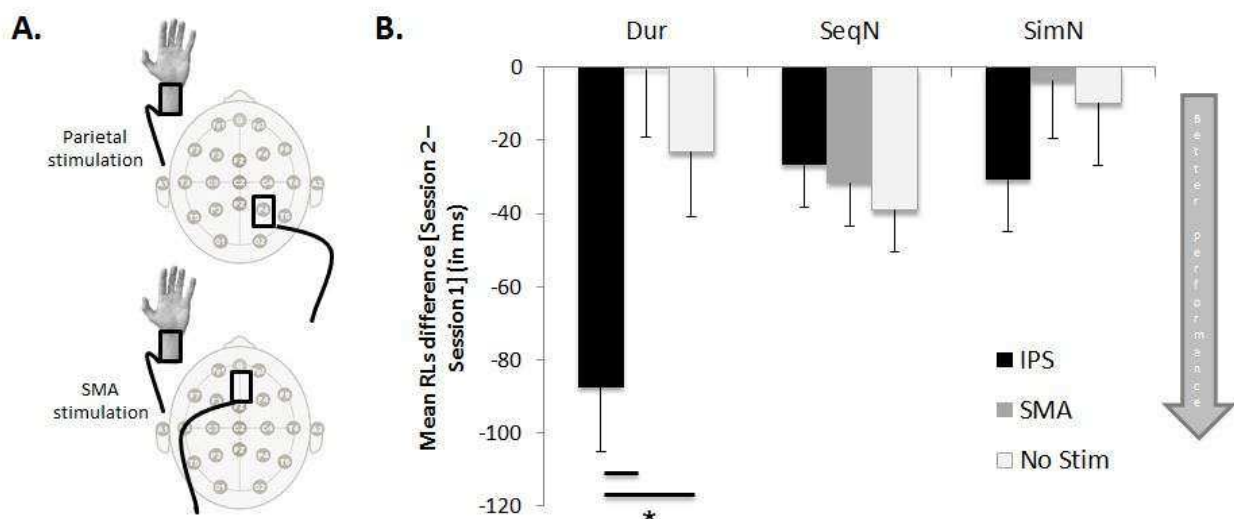 A.
Parietal
stimulation
SMA
stimulation
B.
Dur
SeqN
SimN
Mean RLs difference [Session 2–
Session1] (in ms)
0
-20
-40
-60
-80
-100
-120
*
IPS
SMA
No Stim
Better performance